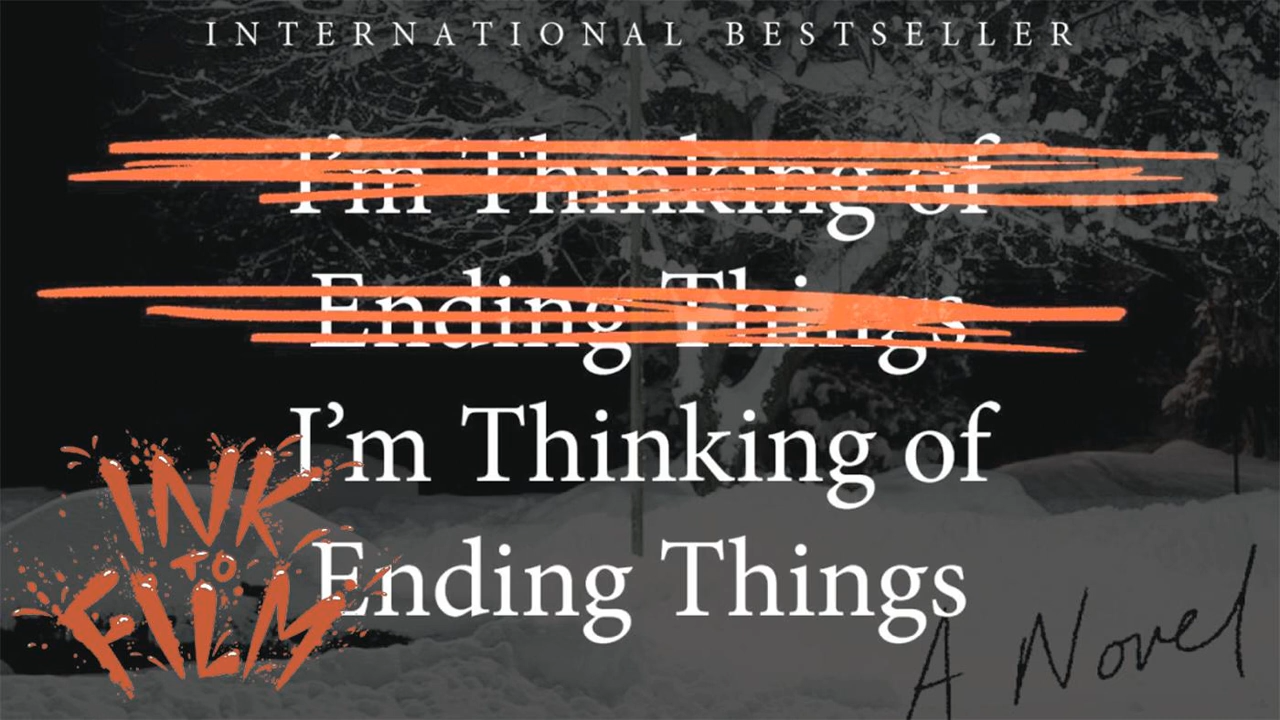 INTERNATIONAL BESTSELLER
I'm Thinking of
Ending Things
I'm Thinking of
Ending Things
INK
TO
FILM
A Novel